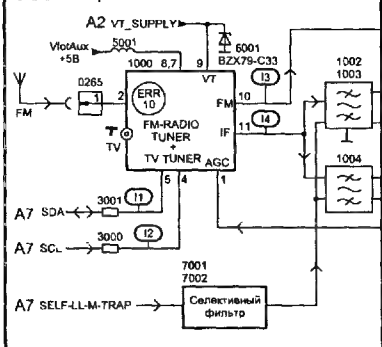 A2 VT_SUPPLY
VlotAux
+5B
5001
6001
BZX79-C33
1000 8,7
9
VT
1002
1003
0265
1
2
ERR
10
FM
10
I3
FM
TV
FM-RADIO
TUNER
+
TV TUNER
IF
11
I4
AGC
1004
5
4
1
A7 SDA
3001
I1
A7 SCL
3000
I2
7001
7002
A7 SELF-LL-M-TRAP
Селективный
фильтр